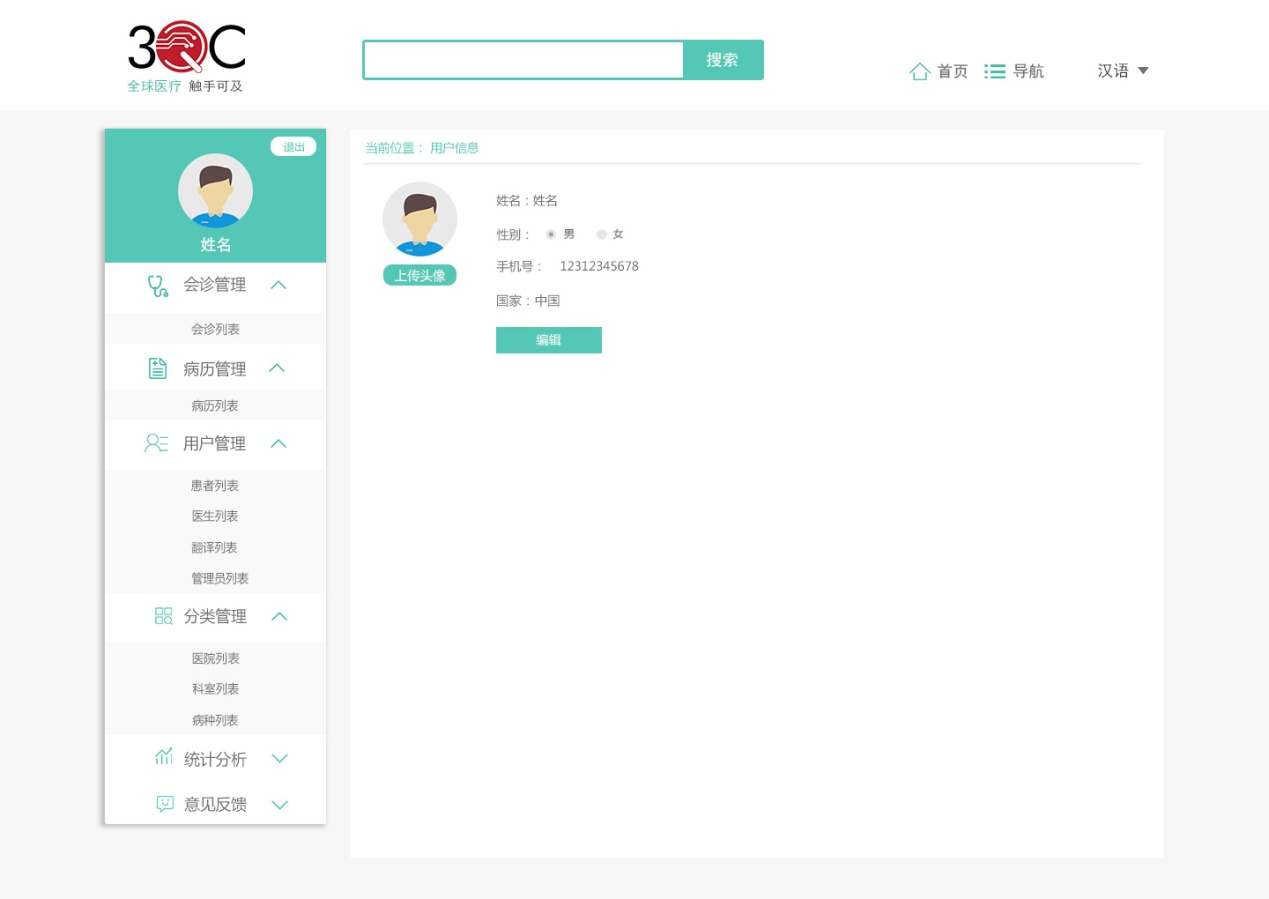 3QC
全球医疗 触手可及
搜索
首页
导航
汉语
退出
姓名
会诊管理
会诊列表
病历管理
病历列表
用户管理
患者列表
医生列表
翻译列表
管理员列表
分类管理
医院列表
科室列表
病种列表
统计分析
意见反馈
当前位置： 用户信息
上传头像
姓名：姓名
性别： 男 女
手机号： 12312345678
国家：中国
编辑